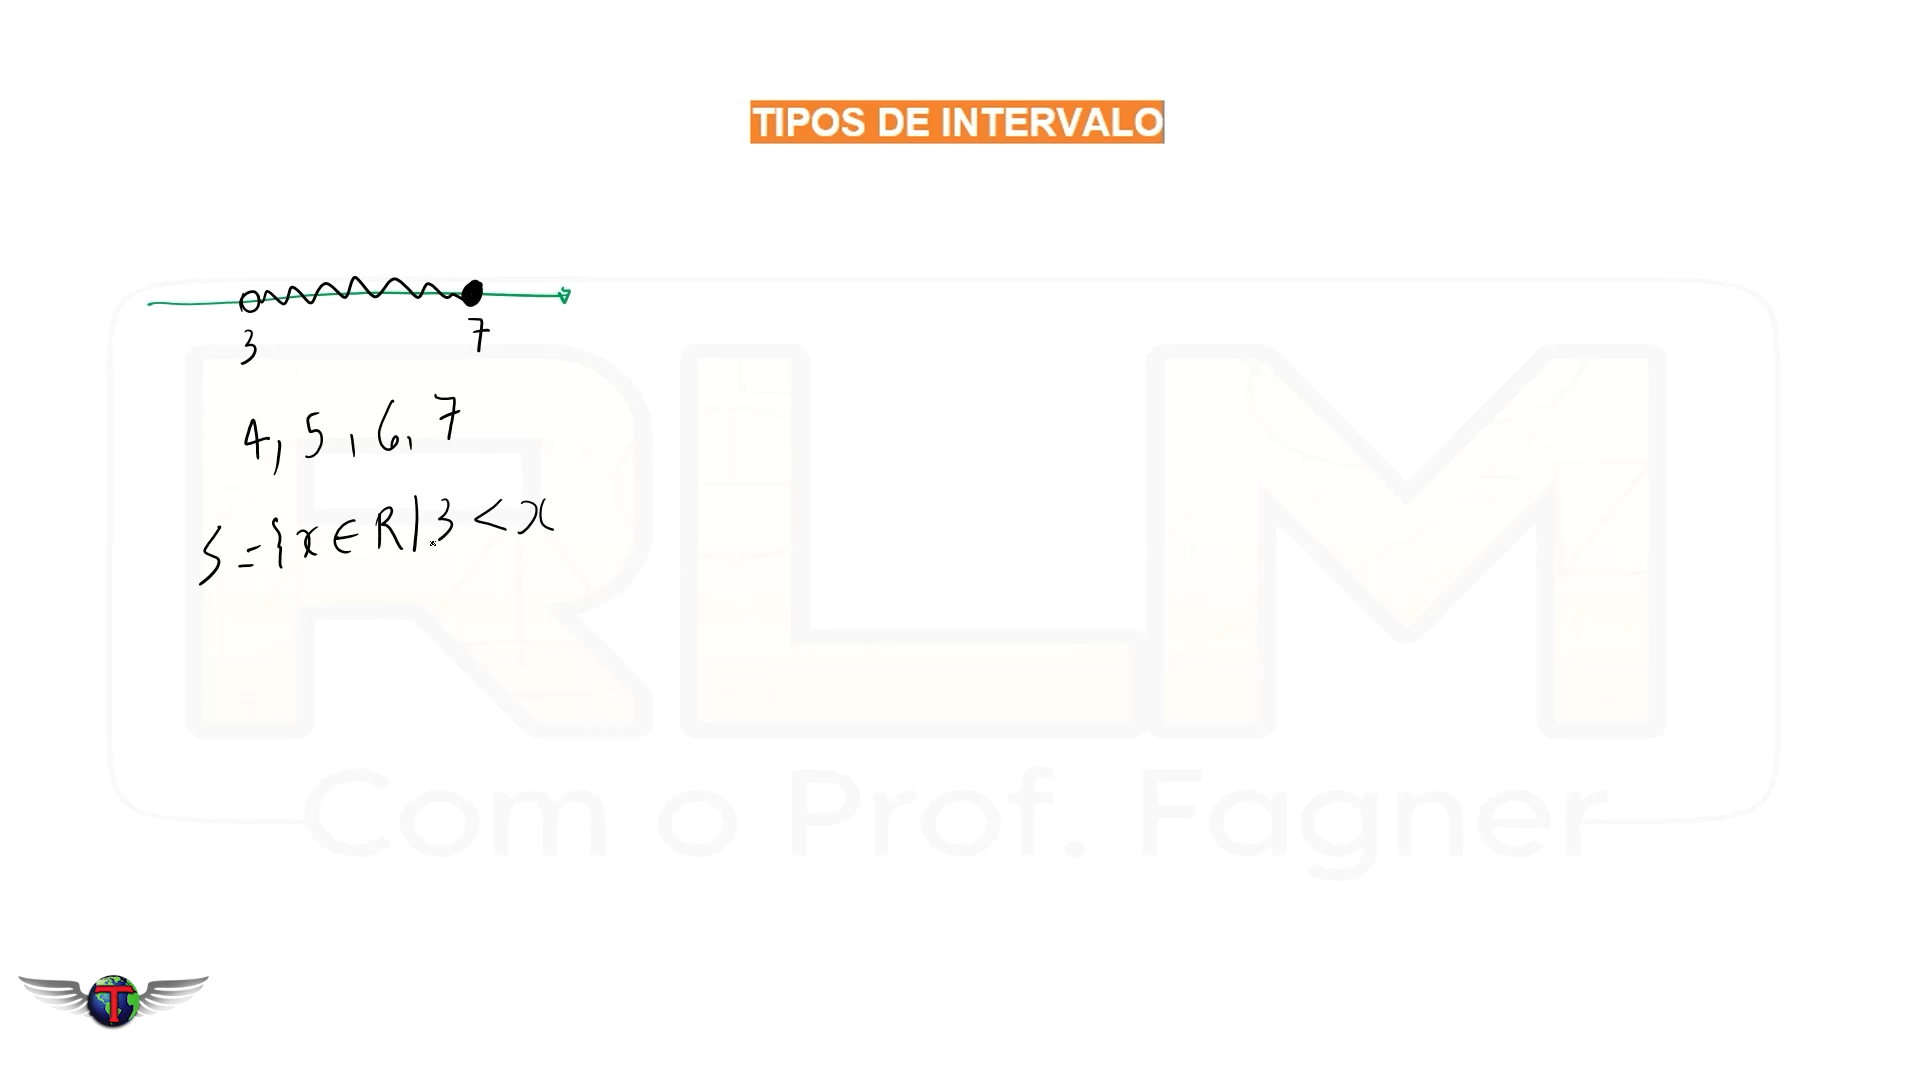 TIPOS DE INTERVALO
3 7
4, 5, 6, 7
S = {x ∈ R | 3 < x
RLM
Com o Prof. Fagner
T